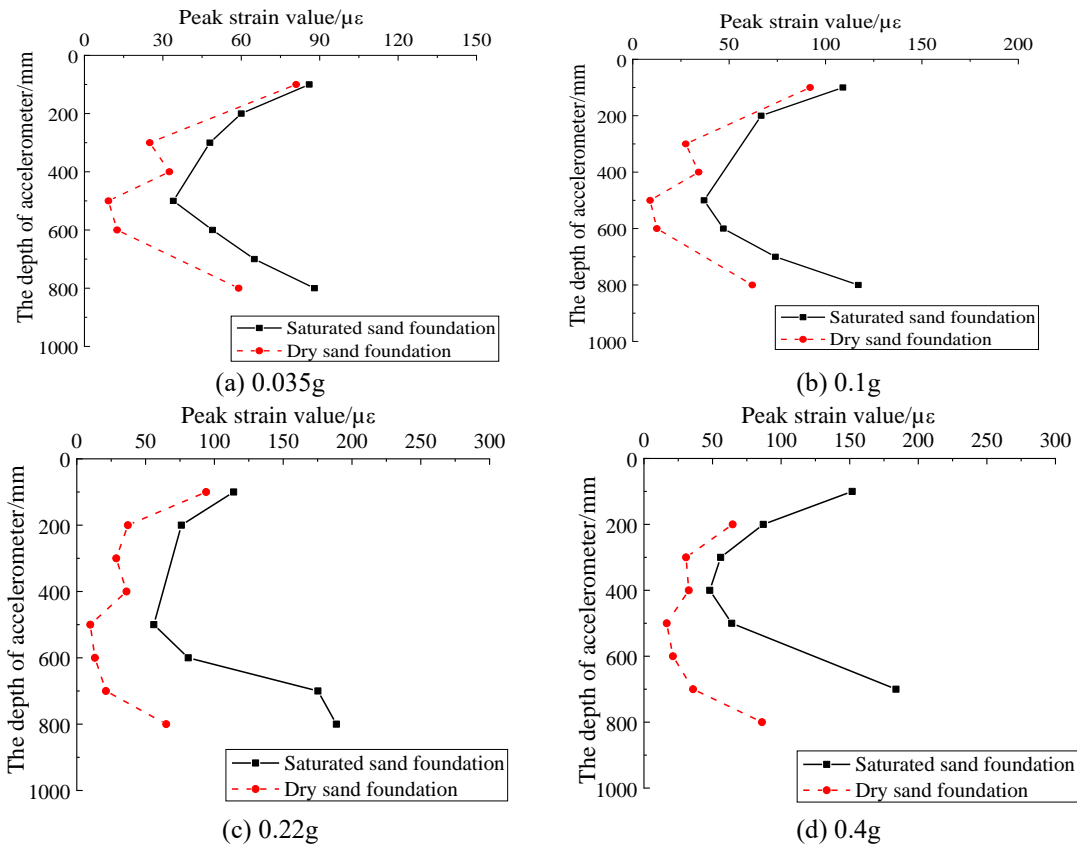 Peak strain value/με
0 30 60 90 120 150
The depth of accelerometer/mm
0
200
400
600
800
1000
Saturated sand foundation
Dry sand foundation
(a) 0.035g
Peak strain value/με
0 50 100 150 200
The depth of accelerometer/mm
0
200
400
600
800
1000
Saturated sand foundation
Dry sand foundation
(b) 0.1g
Peak strain value/με
0 50 100 150 200 250 300
The depth of accelerometer/mm
0
200
400
600
800
1000
Saturated sand foundation
Dry sand foundation
(c) 0.22g
Peak strain value/με
0 50 100 150 200 250 300
The depth of accelerometer/mm
0
200
400
600
800
1000
Saturated sand foundation
Dry sand foundation
(d) 0.4g